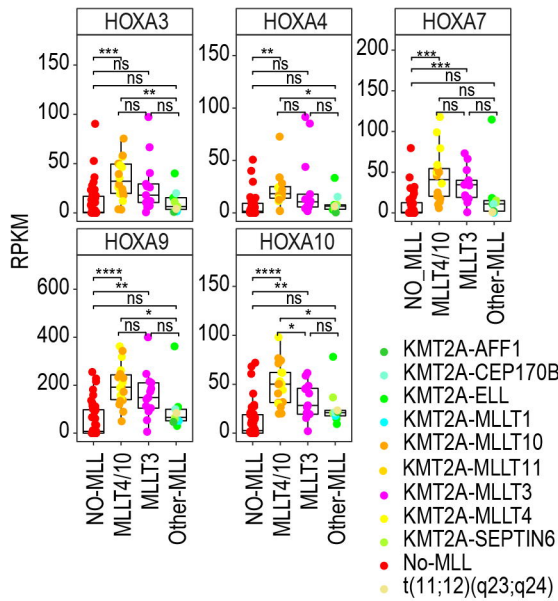 HOXA3
HOXA4
HOXA7
***
ns
ns
**
ns
ns
**
ns
ns
*
ns
ns
***
***
ns
ns
ns
ns
150
100
50
0
150
100
50
0
200
150
100
50
0
RPKM
HOXA9
HOXA10
****
**
ns
*
ns
ns
****
**
ns
*
*
ns
600
400
200
0
150
100
50
0
NO_MLL
MLLT4/10
MLLT3
Other-MLL
NO-MLL
MLLT4/10
MLLT3
Other-MLL
NO-MLL
MLLT4/10
MLLT3
Other-MLL
KMT2A-AFF1
KMT2A-CEP170B
KMT2A-ELL
KMT2A-MLLT1
KMT2A-MLLT10
KMT2A-MLLT11
KMT2A-MLLT3
KMT2A-MLLT4
KMT2A-SEPTIN6
No-MLL
t(11;12)(q23;q24)